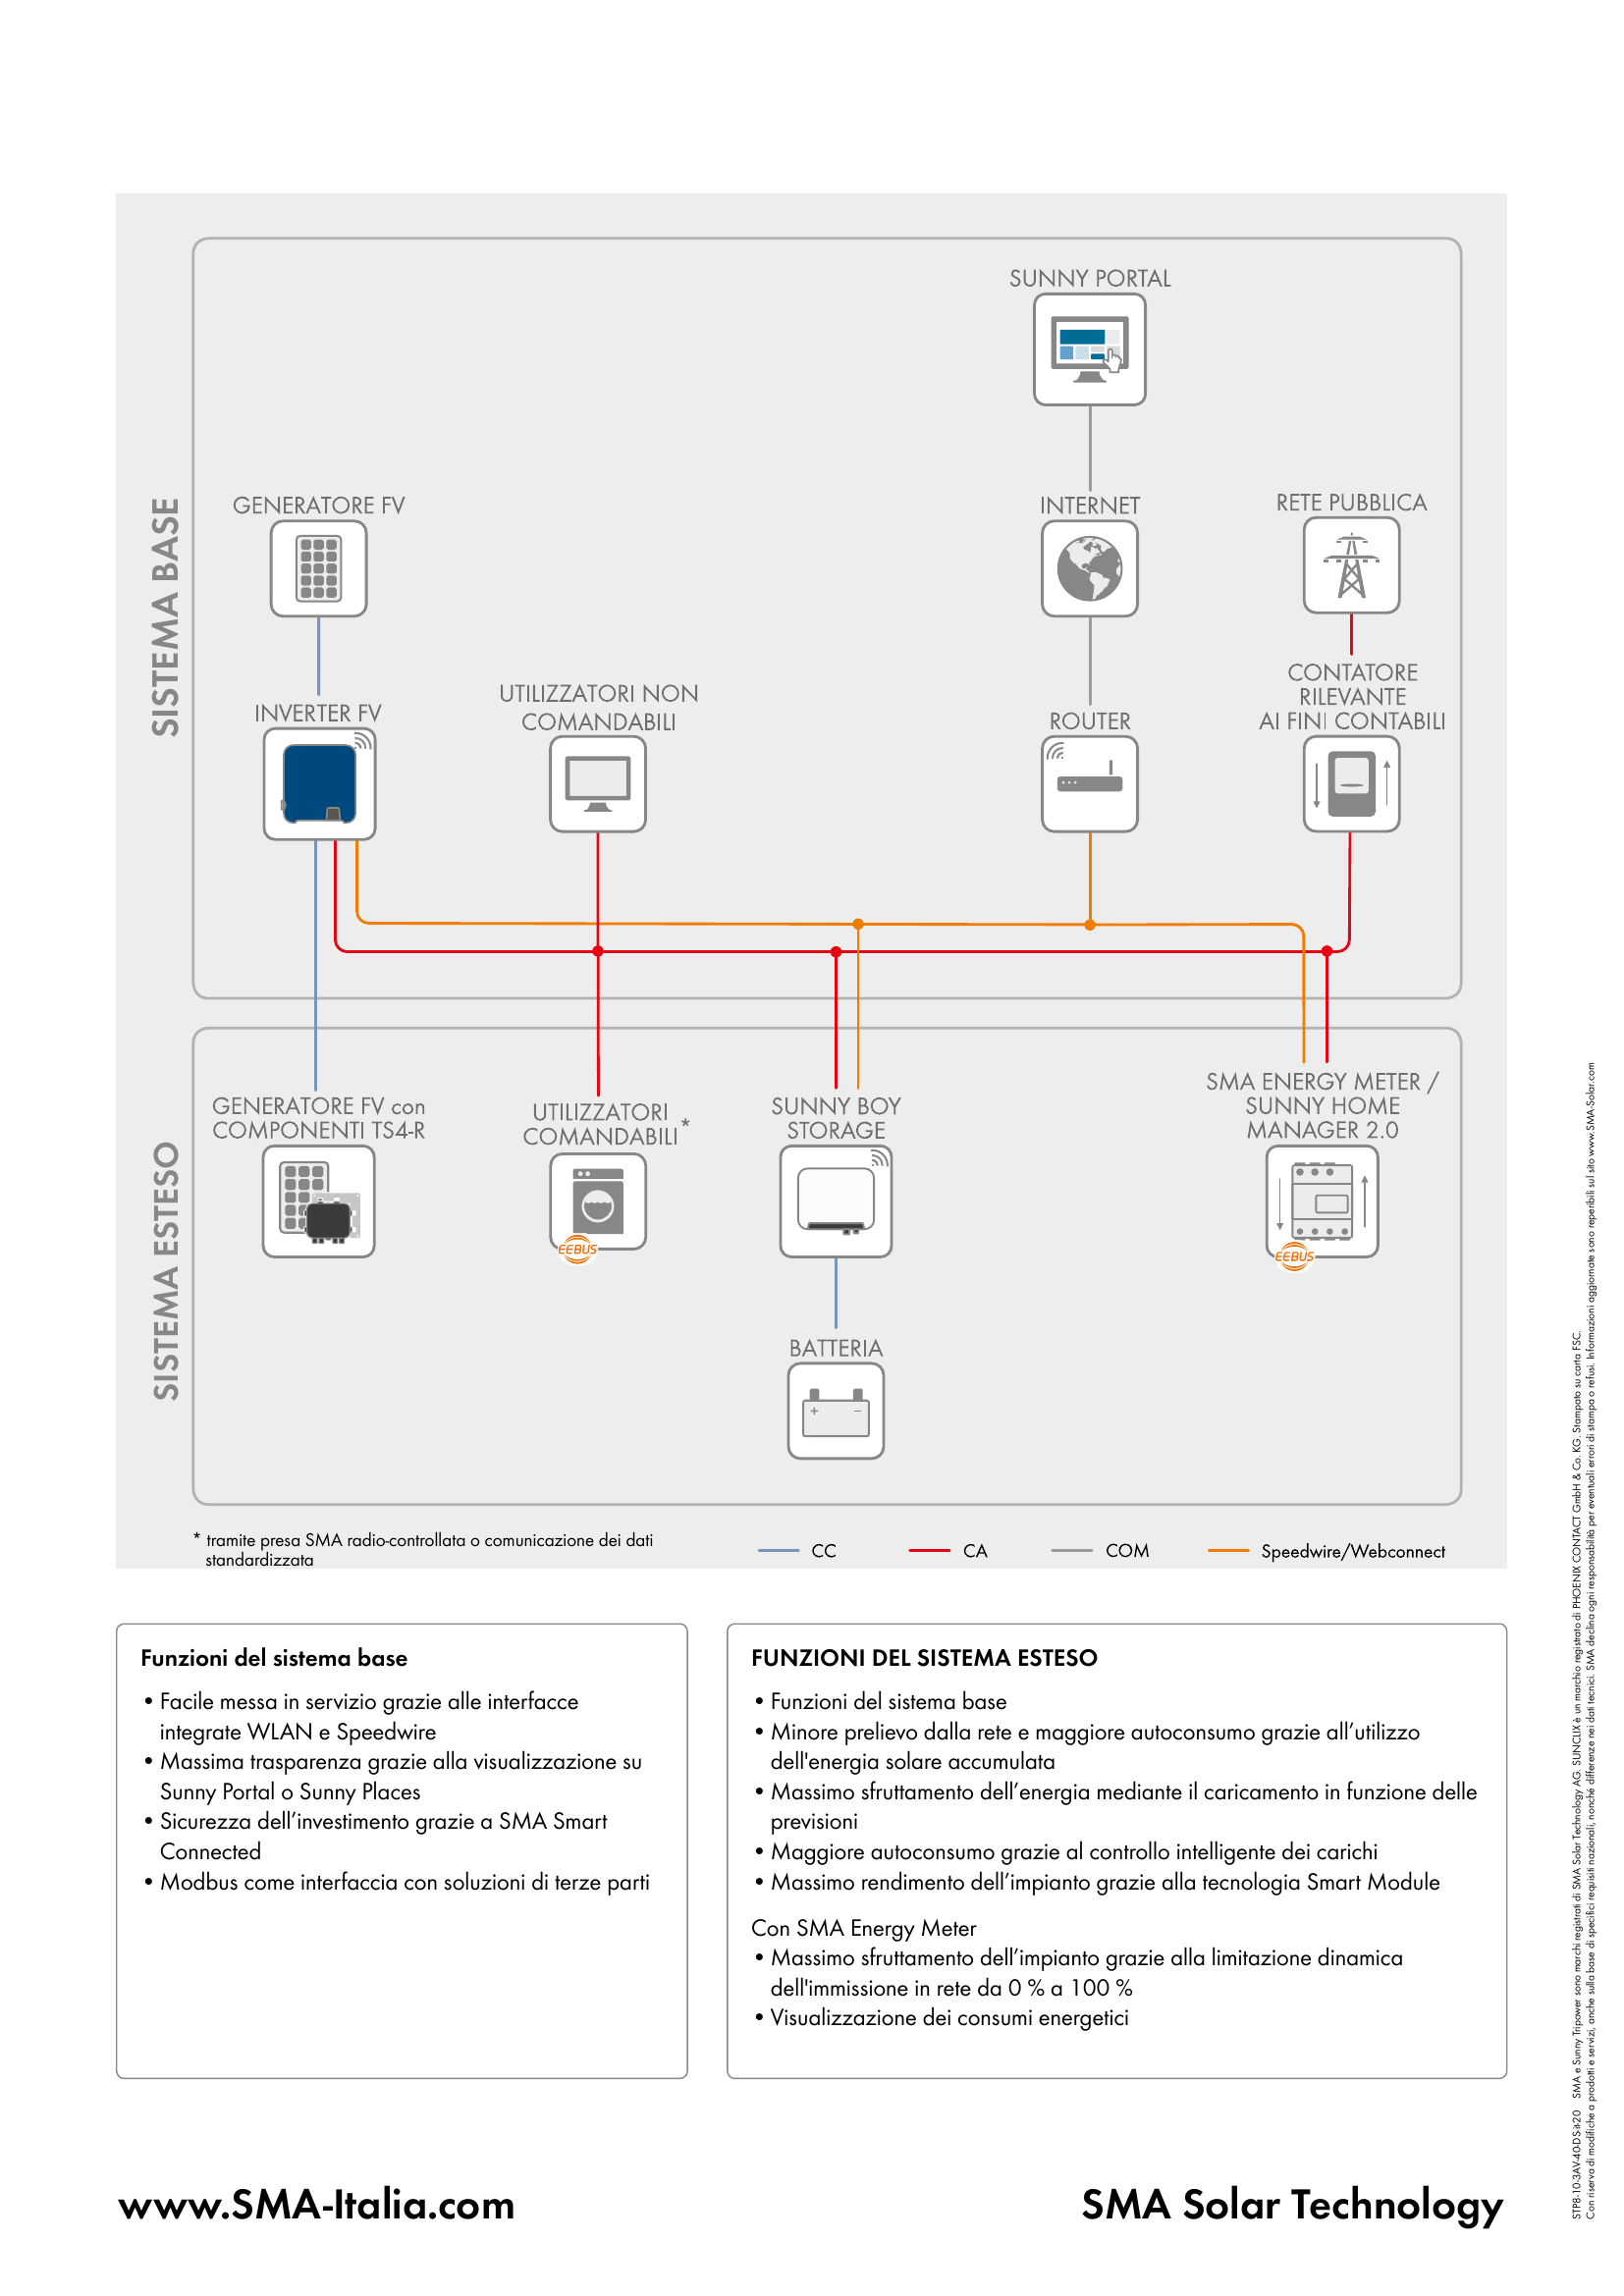 SISTEMA BASE
SUNNY PORTAL
GENERATORE FV
INTERNET
RETE PUBBLICA
INVERTER FV
UTILIZZATORI NON
COMANDABILI
ROUTER
CONTATORE
RILEVANTE
AI FINI CONTABILI
SISTEMA ESTESO
GENERATORE FV con
COMPONENTI TS4-R
UTILIZZATORI
COMANDABILI*
EEBUS
SUNNY BOY
STORAGE
SMA ENERGY METER /
SUNNY HOME
MANAGER 2.0
EEBUS
BATTERIA
+ −
* tramite presa SMA radio-controllata o comunicazione dei dati
standardizzata
CC
CA
COM
Speedwire/Webconnect
Funzioni del sistema base
• Facile messa in servizio grazie alle interfacce
integrate WLAN e Speedwire
• Massima trasparenza grazie alla visualizzazione su
Sunny Portal o Sunny Places
• Sicurezza dell’investimento grazie a SMA Smart
Connected
• Modbus come interfaccia con soluzioni di terze parti
FUNZIONI DEL SISTEMA ESTESO
• Funzioni del sistema base
• Minore prelievo dalla rete e maggiore autoconsumo grazie all’utilizzo
dell'energia solare accumulata
• Massimo sfruttamento dell’energia mediante il caricamento in funzione delle
previsioni
• Maggiore autoconsumo grazie al controllo intelligente dei carichi
• Massimo rendimento dell’impianto grazie alla tecnologia Smart Module
Con SMA Energy Meter
• Massimo sfruttamento dell’impianto grazie alla limitazione dinamica
dell'immissione in rete da 0 % a 100 %
• Visualizzazione dei consumi energetici
STP8-10-3AV-40-DS-it-20 SMA e Sunny Tripower sono marchi registrati di SMA Solar Technology AG. SUNCLIX è un marchio registrato di PHOENIX CONTACT GmbH & Co. KG. Stampato su carta FSC.
Con riserva di modifiche a prodotti e servizi, anche sulla base di specifici requisiti nazionali, nonché differenze nei dati tecnici. SMA declina ogni responsabilità per eventuali errori di stampa o refusi. Informazioni aggiornate sono reperibili sul sito www.SMA-Solar.com
www.SMA-Italia.com
SMA Solar Technology